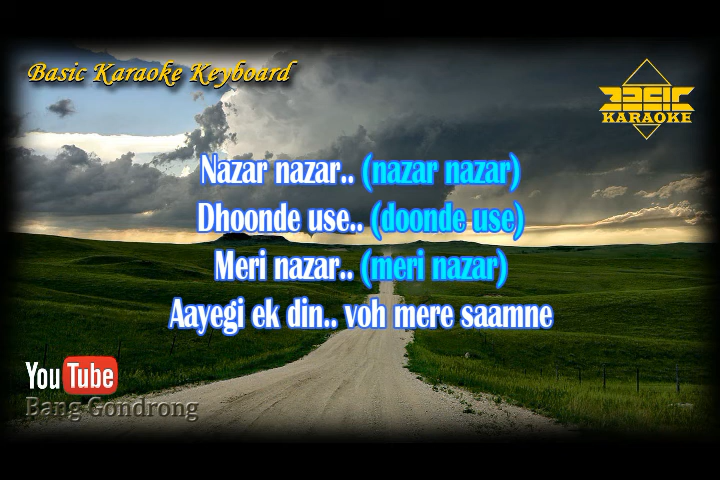 Basic Karaoke Keyboard
BASIC
KARAOKE
Nazar nazar.. (nazar nazar)
Dhoonde use.. (doonde use)
Meri nazar.. (meri nazar)
Aayegi ek din.. voh mere saamne
YouTube
Bang Gondrong